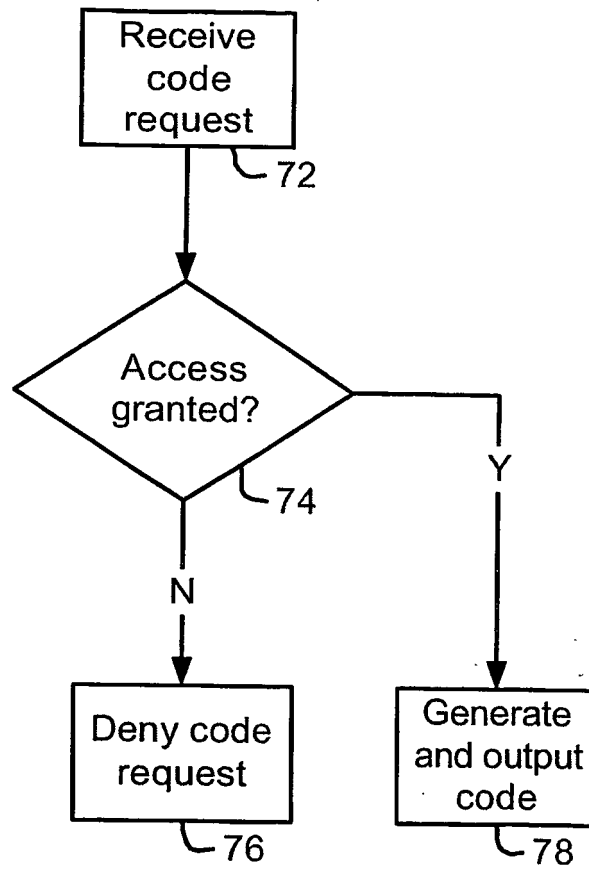 Receive
code
request
72
Access
granted?
74
Y
N
Deny code
request
76
Generate
and output
code
78